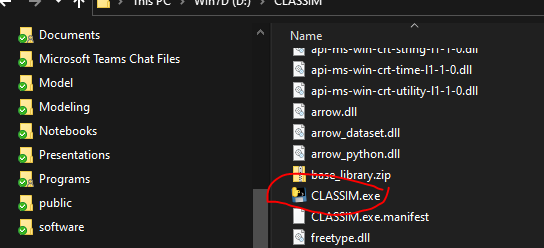 This PC > Win7D (D:) > CLASSIM
Documents
Microsoft Teams Chat Files
Model
Modeling
Notebooks
Presentations
Programs
public
software
Name
api-ms-win-crt-string-l1-1-0.dll
api-ms-win-crt-time-l1-1-0.dll
api-ms-win-crt-utility-l1-1-0.dll
arrow.dll
arrow_dataset.dll
arrow_python.dll
base_library.zip
CLASSIM.exe
CLASSIM.exe.manifest
freetype.dll